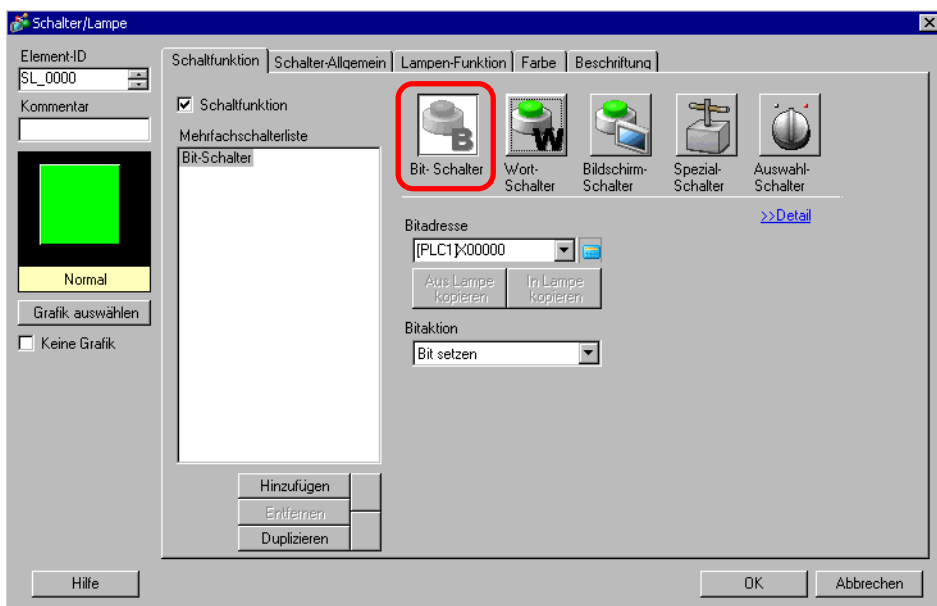 Schalter/Lampe
Element-ID
SL_0000
Kommentar
Normal
Grafik auswählen
Keine Grafik
Schaltfunktion Schalter-Allgemein Lampen-Funktion Farbe Beschriftung
Schaltfunktion
Mehrfachschalterliste
Bit-Schalter
Hinzufügen
Entfernen
Duplizieren
B W
Bit- Schalter Wort- Bildschirm- Spezial- Auswahl-
Schalter Schalter Schalter Schalter
>>Detail
Bitadresse
[PLC1]X00000
Aus Lampe In Lampe
kopieren kopieren
Bitaktion
Bit setzen
Hilfe OK Abbrechen